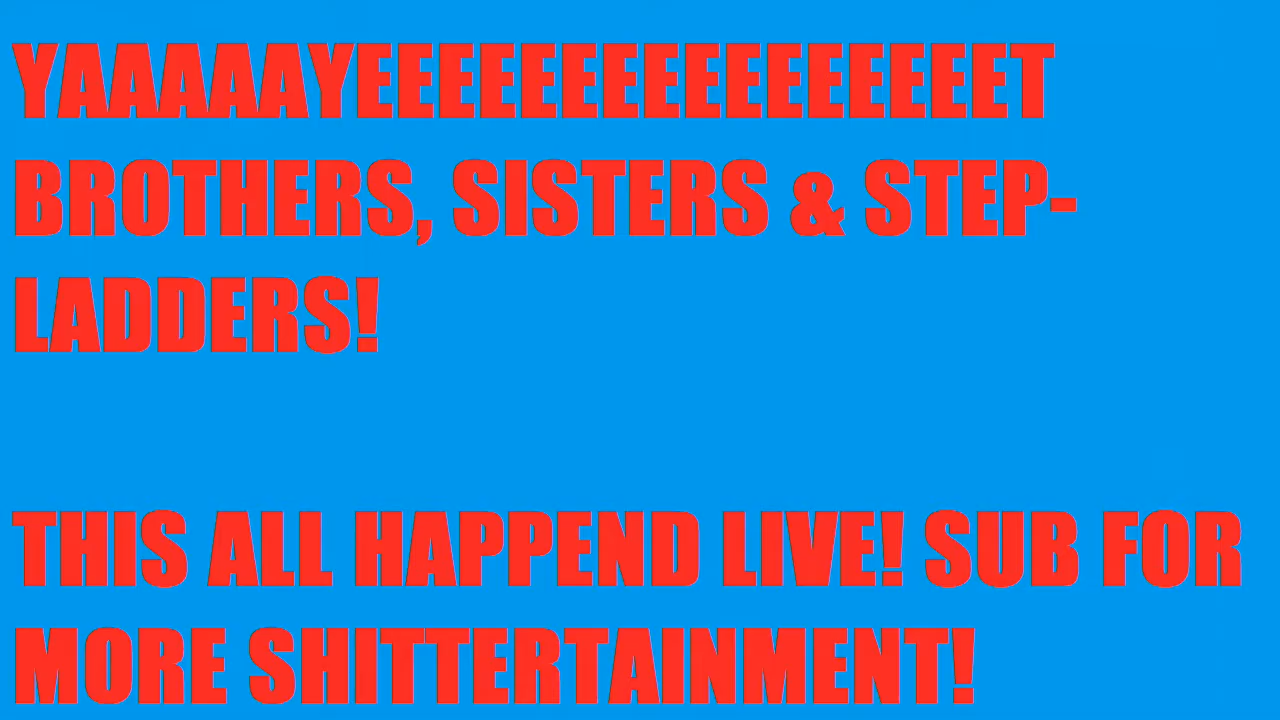 YAAAAAYEEEEEEEEEEEEEEEET
BROTHERS, SISTERS & STEP-
LADDERS!
THIS ALL HAPPEND LIVE! SUB FOR
MORE SHITTERTAINMENT!